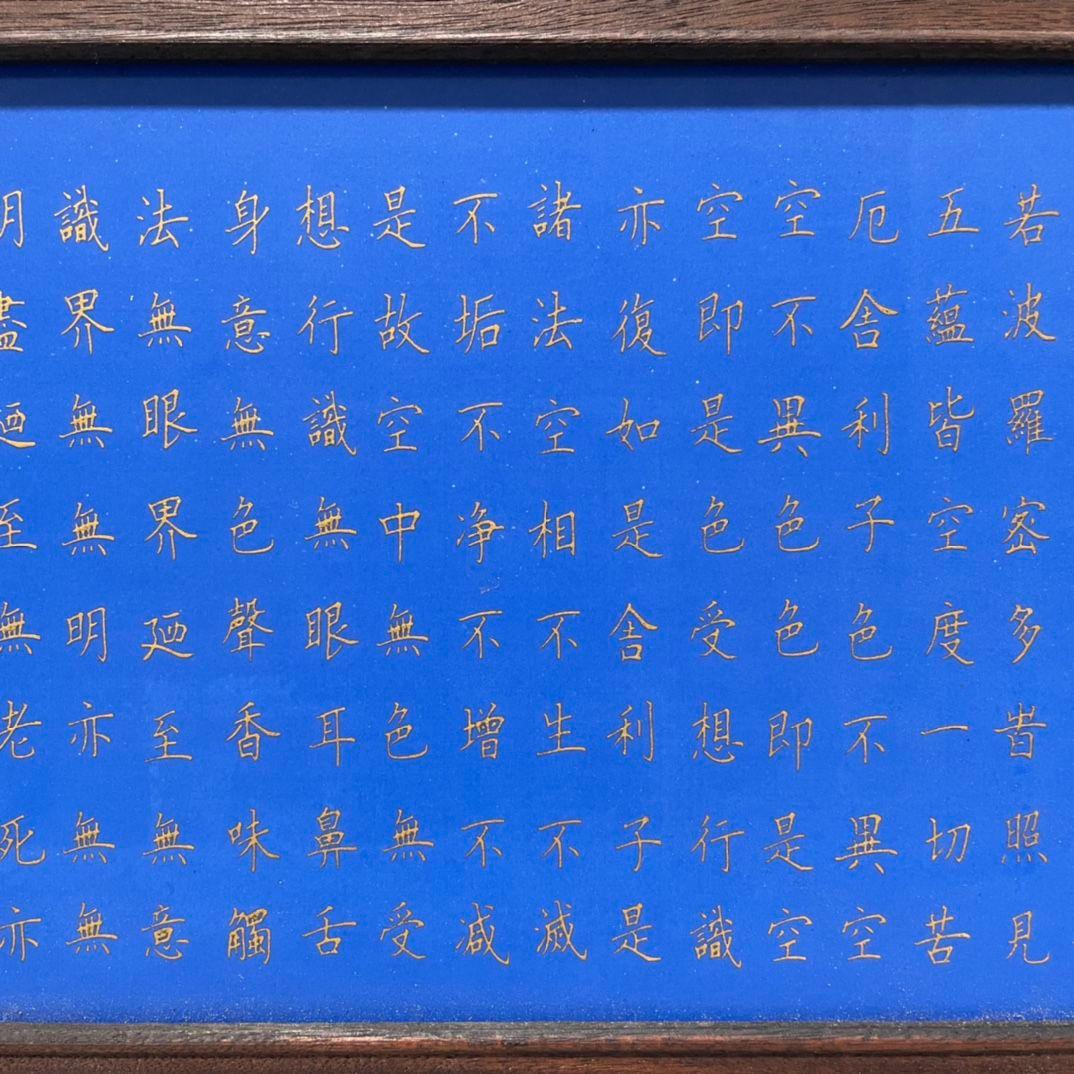 若波羅密多旹照見
五蘊皆空度一切苦
厄舍利子色不異空
空不異色色即是空
空即是色受想行識
亦復如是舍利子是
諸法空相不生不滅
不垢不净不增不减
是故空中無色無受
想行識無眼耳鼻舌
身意無色聲香味觸
法無眼界廼至無意
識界無無明亦無無
明盡廼至無老死亦